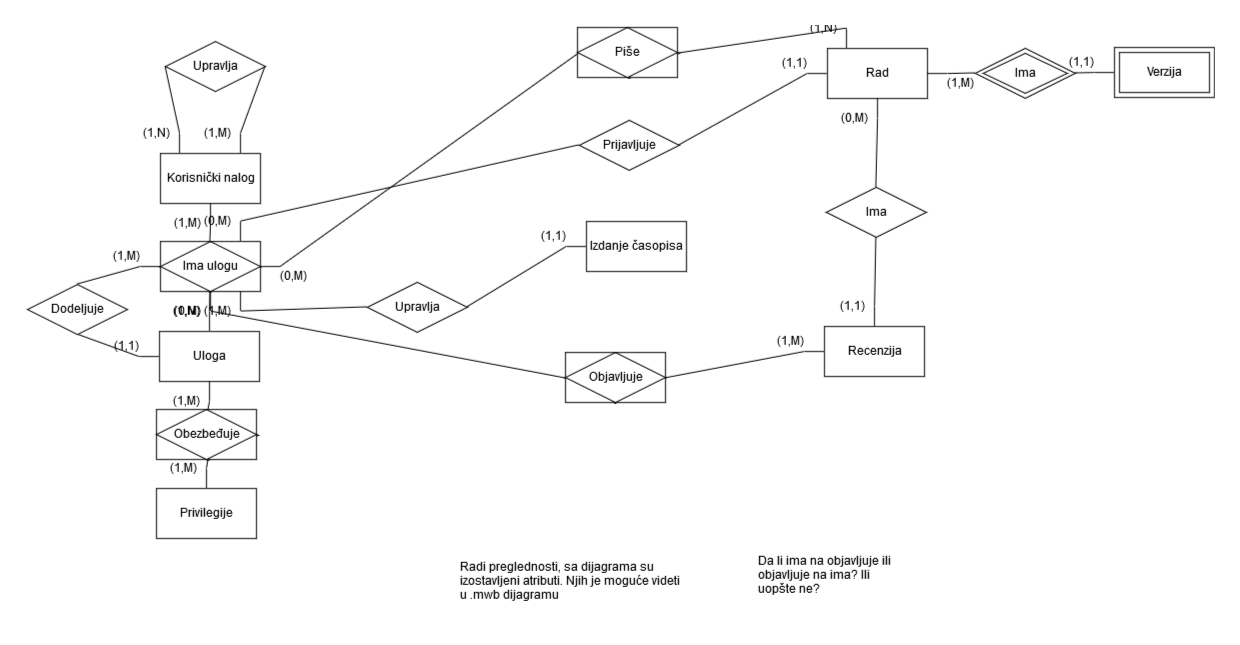 Piše
(1,N)
Upravlja
(1,1)
Rad
Ima
(1,1)
Verzija
(1,M)
(0,M)
(1,N)
(1,M)
Prijavljuje
Korisnički nalog
(1,M)
(0,M)
Ima
(1,1)
Izdanje časopisa
(1,M)
Ima ulogu
(0,M)
Dodeljuje
Upravlja
(1,M)
(1,1)
(1,1)
Uloga
(1,M)
Recenzija
Objavljuje
(1,M)
Obezbeđuje
(1,M)
Privilegije
Radi preglednosti, sa dijagrama su
izostavljeni atributi. Njih je moguće videti
u .mwb dijagramu
Da li ima na objavljuje ili
objavljuje na ima? Ili
uopšte ne?